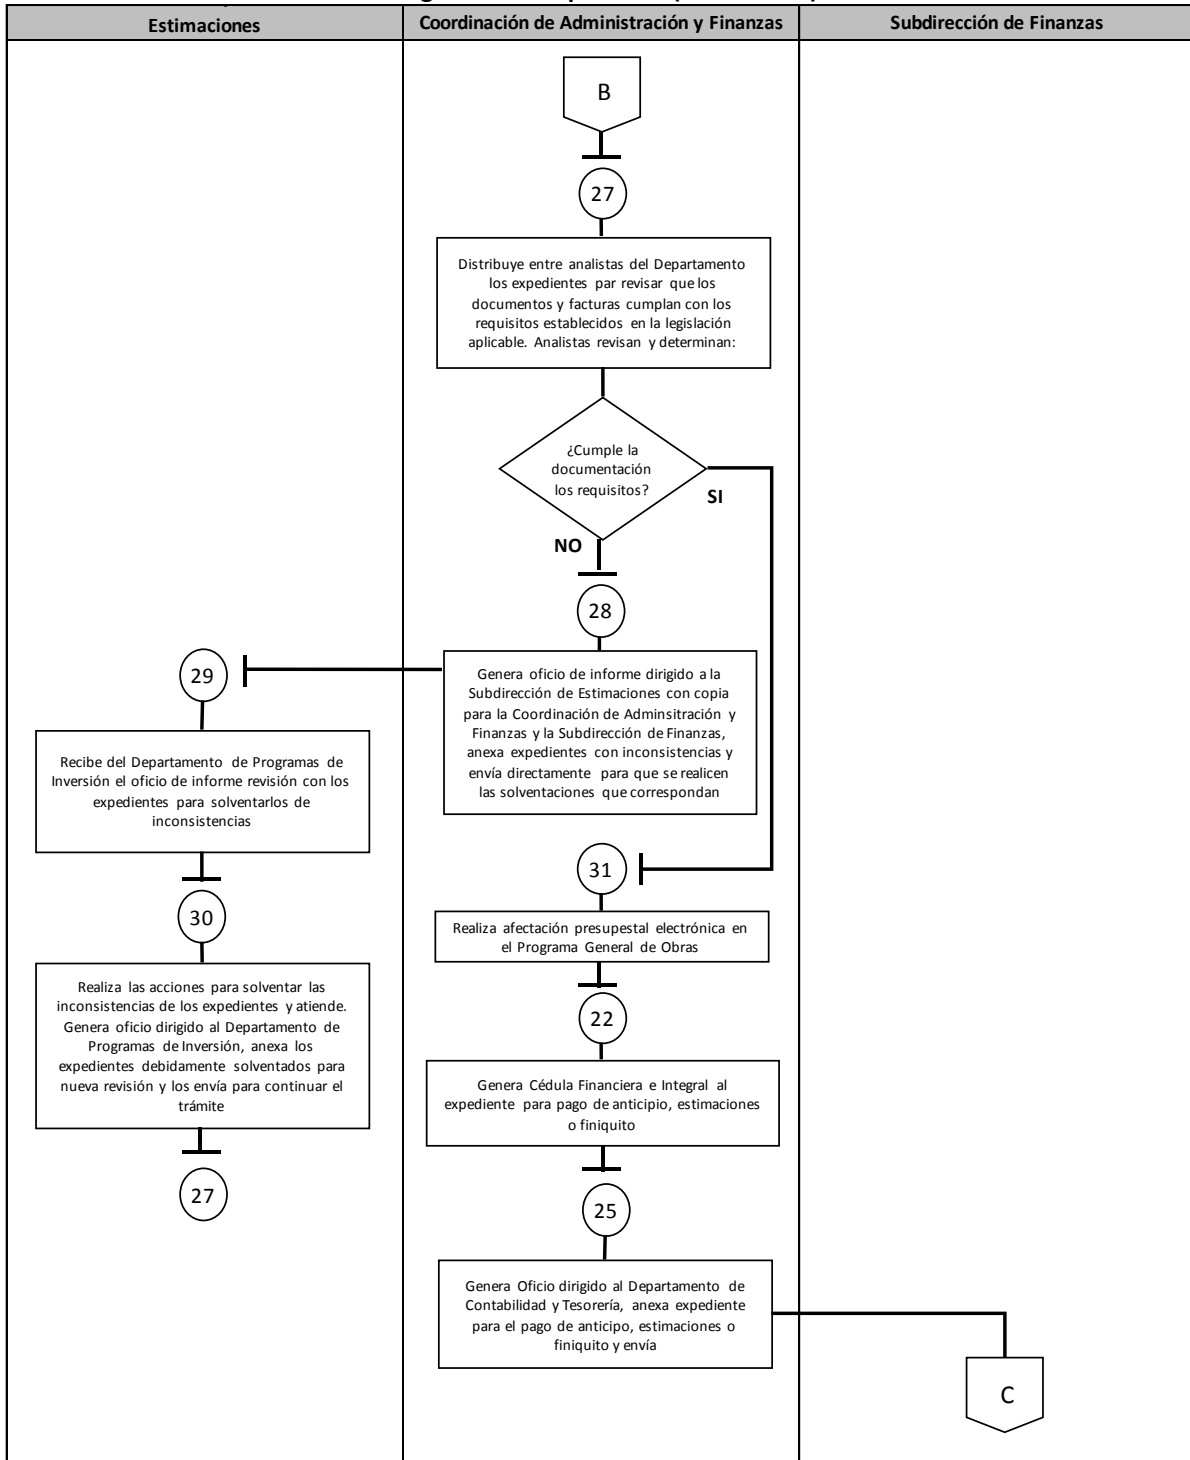 Estimaciones
Coordinación de Administración y Finanzas
Subdirección de Finanzas
B
27
Distribuye entre analistas del Departamento
los expedientes par revisar que los
documentos y facturas cumplan con los
requisitos establecidos en la legislación
aplicable. Analistas revisan y determinan:
¿Cumple la
documentación
los requisitos?
SI
NO
28
Genera oficio de informe dirigido a la
Subdirección de Estimaciones con copia
para la Coordinación de Adminsitración y
Finanzas y la Subdirección de Finanzas,
anexa expedientes con inconsistencias y
envía directamente para que se realicen
las solventaciones que correspondan
29
Recibe del Departamento de Programas de
Inversión el oficio de informe revisión con los
expedientes para solventarlos de
inconsistencias
30
Realiza las acciones para solventar las
inconsistencias de los expedientes y atiende.
Genera oficio dirigido al Departamento de
Programas de Inversión, anexa los
expedientes debidamente solventados para
nueva revisión y los envía para continuar el
trámite
27
31
Realiza afectación presupestal electrónica en
el Programa General de Obras
22
Genera Cédula Financiera e Integral al
expediente para pago de anticipio, estimaciones
o finiquito
25
Genera Oficio dirigido al Departamento de
Contabilidad y Tesorería, anexa expediente
para el pago de anticipo, estimaciones o
finiquito y envía
C